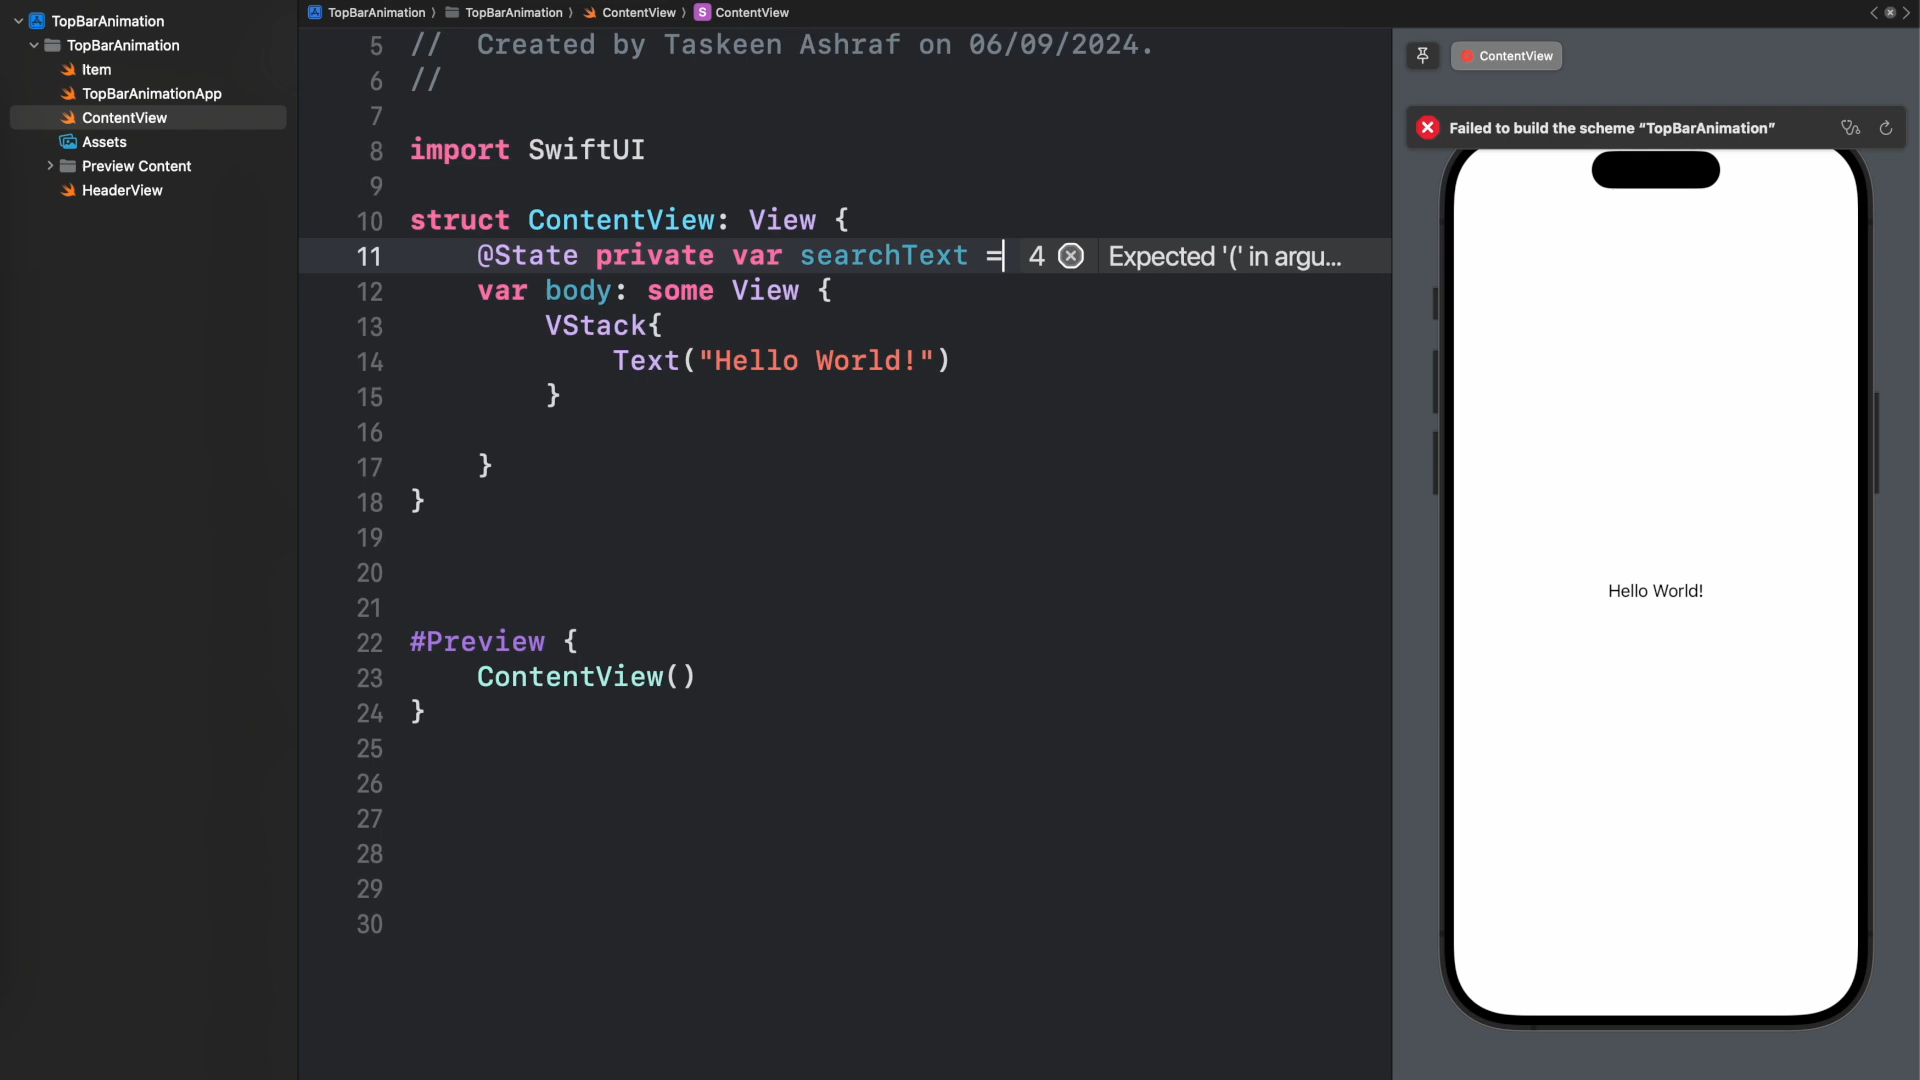 TopBarAnimation
TopBarAnimation
Item
TopBarAnimationApp
ContentView
Assets
Preview Content
HeaderView
TopBarAnimation 〉 TopBarAnimation 〉 ContentView 〉 S ContentView
5 //  Created by Taskeen Ashraf on 06/09/2024.
6 //
7
8 import SwiftUI
9
10 struct ContentView: View {
11     @State private var searchText = 4 Expected '(' in argu...
12     var body: some View {
13         VStack{
14             Text("Hello World!")
15         }
16
17     }
18 }
19
20
21
22 #Preview {
23     ContentView()
24 }
25
26
27
28
29
30
ContentView
Failed to build the scheme “TopBarAnimation”
Hello World!